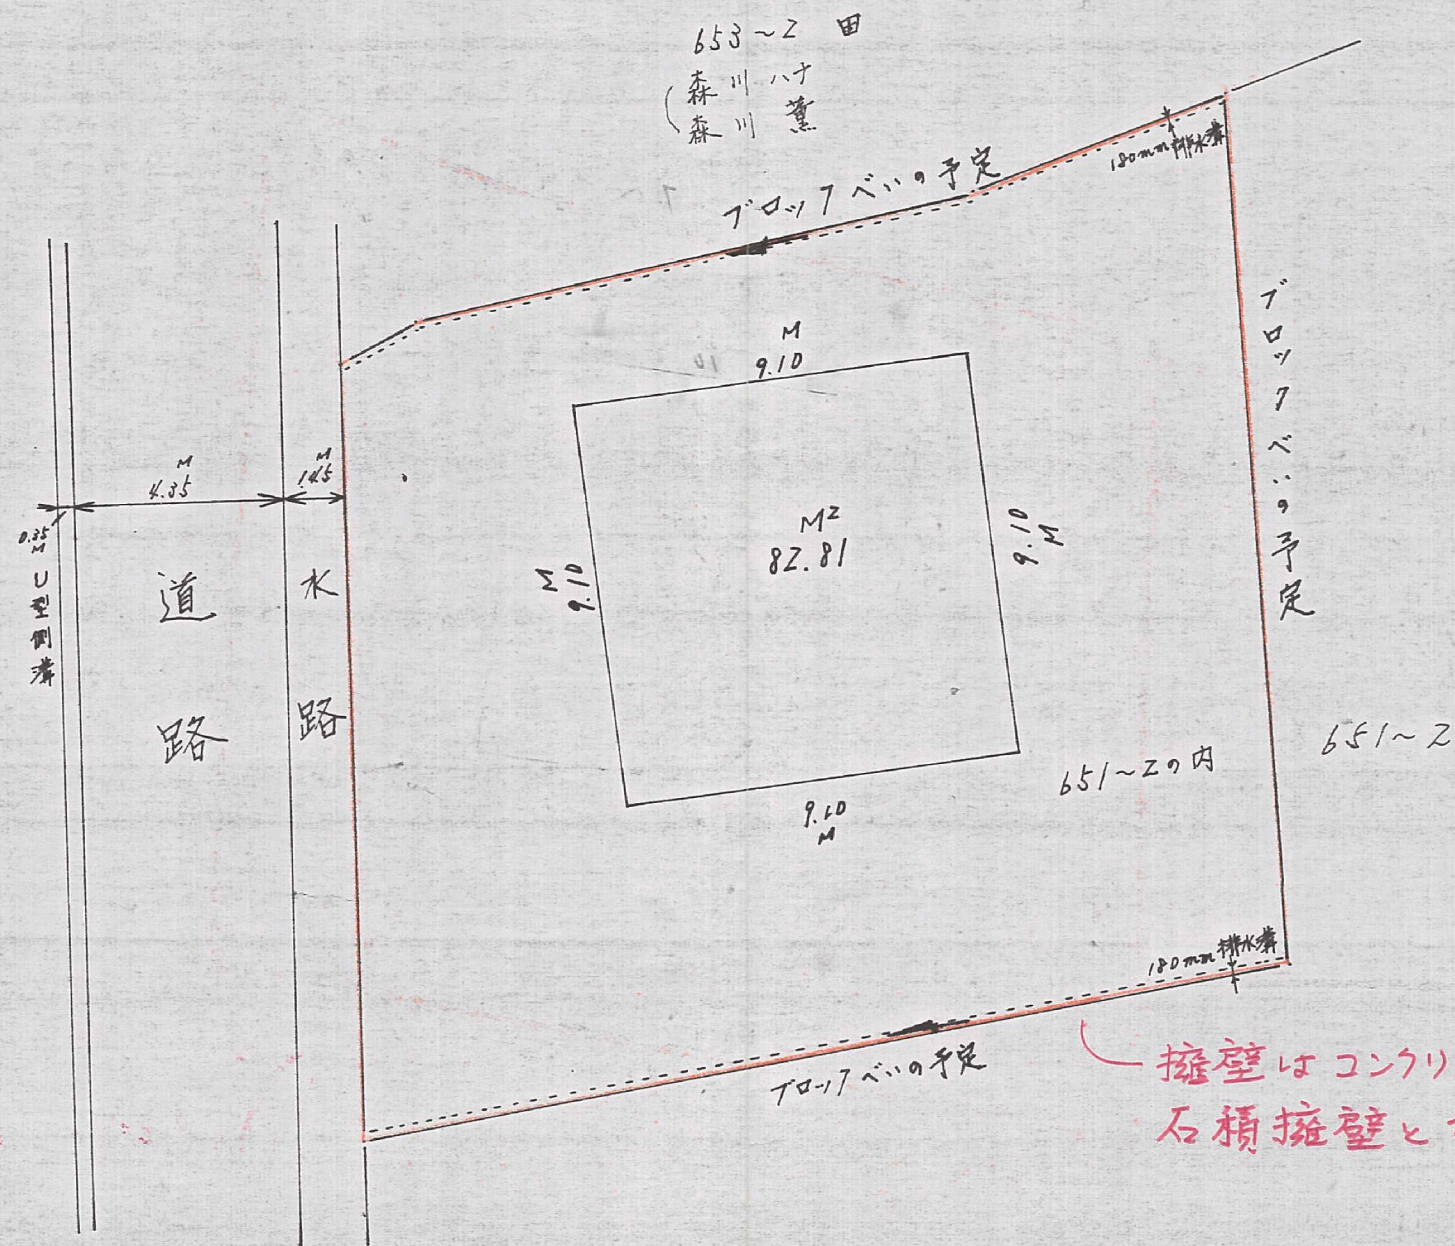 653~2 田
森川ハナ
森川薫
ブロックべいの予定
180mm排水溝
ブロックべいの予定
M
9.10
M
9.10
M²
82.81
9.10
M
9.10
M
M
4.35
M
1.45
0.35
M
U型側溝
道路
水路
651~2の内
651~2
180mm排水溝
ブロックべいの予定
擁壁はコンクリ
石積擁壁と